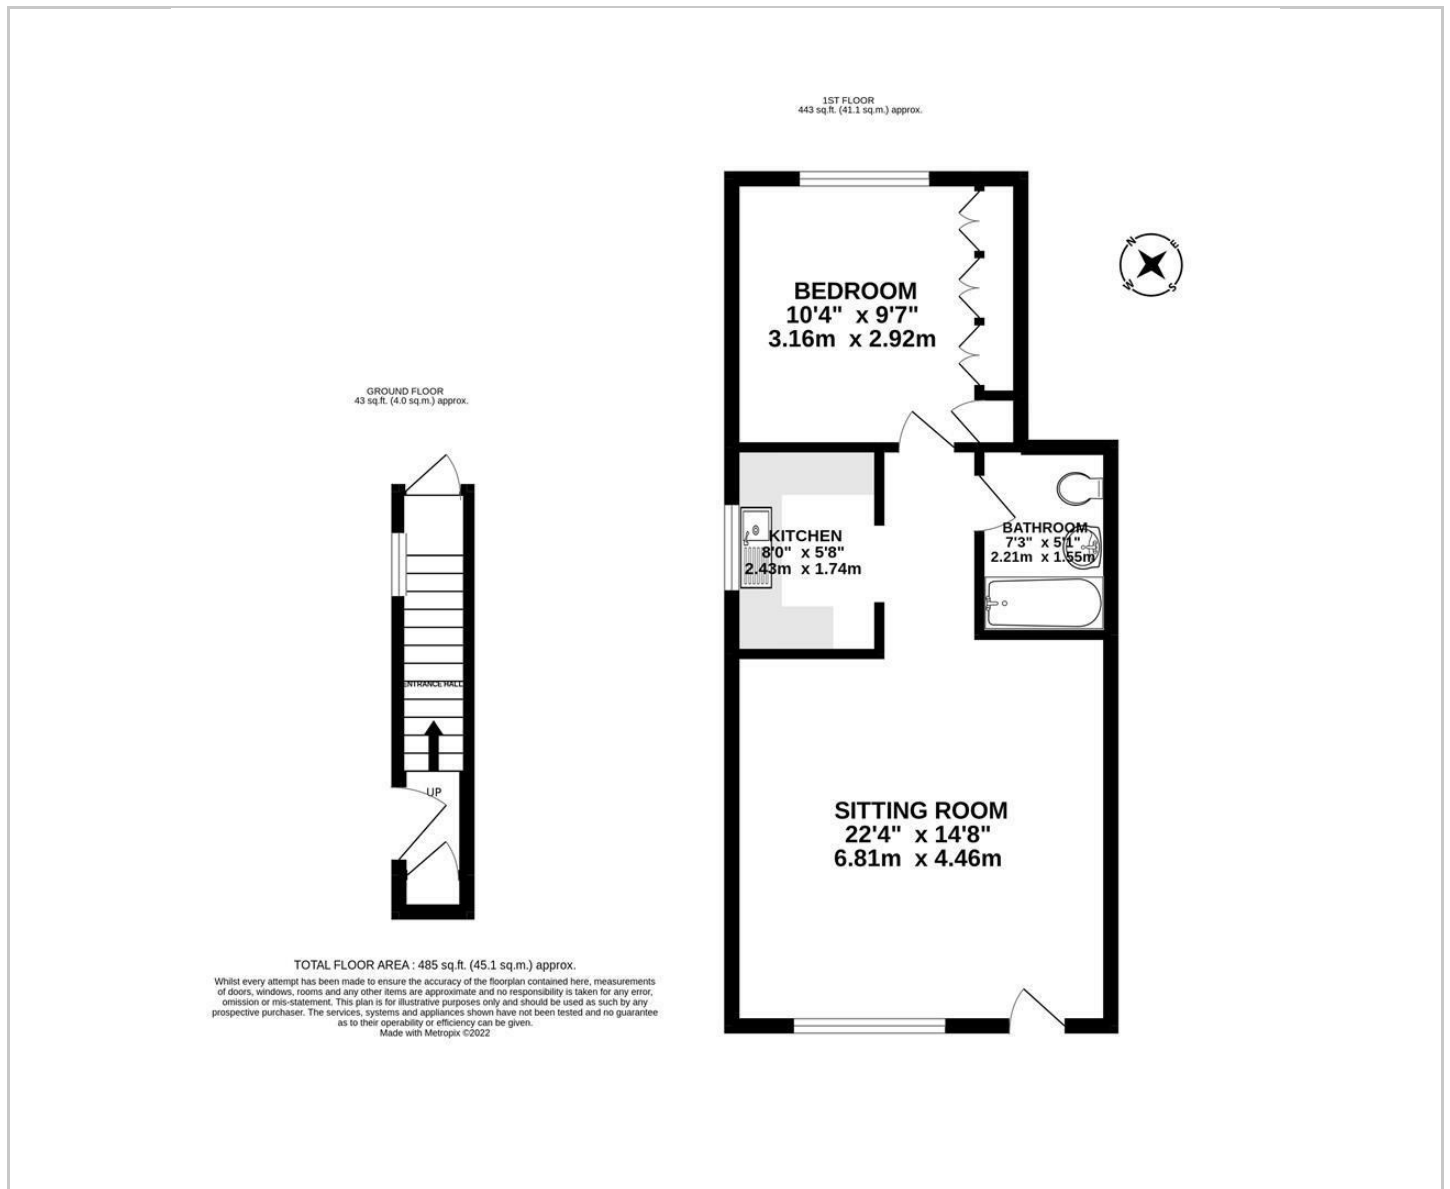 1ST FLOOR
443 sq.ft. (41.1 sq.m.) approx.
N
E
W
S
BEDROOM
10'4" x 9'7"
3.16m x 2.92m
GROUND FLOOR
43 sq.ft. (4.0 sq.m.) approx.
KITCHEN
8'0" x 5'8"
2.43m x 1.74m
BATHROOM
7'3" x 5'1"
2.21m x 1.55m
ENTRANCE HALL
UP
SITTING ROOM
22'4" x 14'8"
6.81m x 4.46m
TOTAL FLOOR AREA : 485 sq.ft. (45.1 sq.m.) approx.
Whilst every attempt has been made to ensure the accuracy of the floorplan contained here, measurements
of doors, windows, rooms and any other items are approximate and no responsibility is taken for any error,
omission or mis-statement. This plan is for illustrative purposes only and should be used as such by any
prospective purchaser. The services, systems and appliances shown have not been tested and no guarantee
as to their operability or efficiency can be given.
Made with Metropix ©2022